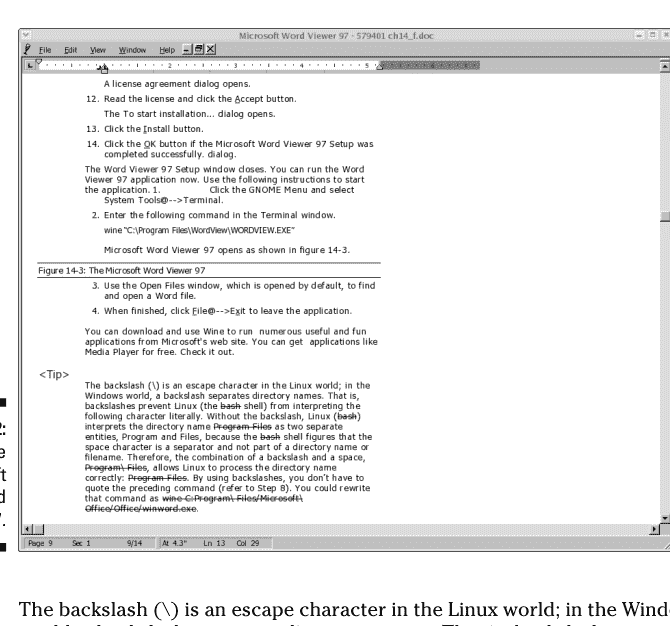 Microsoft Word Viewer 97 - 579401 ch14_f.doc
File Edit View Window Help
1 2 3 4 5
A license agreement dialog opens.
12. Read the license and click the Accept button.
The To start installation... dialog opens.
13. Click the Install button.
14. Click the OK button if the Microsoft Word Viewer 97 Setup was
completed successfully. dialog.
The Word Viewer 97 Setup window closes. You can run the Word
Viewer 97 application now. Use the following instructions to start
the application. 1. Click the GNOME Menu and select
System Tools@-->Terminal.
2. Enter the following command in the Terminal window.
wine "C:\Program Files\WordView\WORDVIEW.EXE"
Microsoft Word Viewer 97 opens as shown in figure 14-3.
Figure 14-3: The Microsoft Word Viewer 97
3. Use the Open Files window, which is opened by default, to find
and open a Word file.
4. When finished, click File@-->Exit to leave the application.
You can download and use Wine to run numerous useful and fun
applications from Microsoft's web site. You can get applications like
Media Player for free. Check it out.
<Tip>
The backslash (\) is an escape character in the Linux world; in the
Windows world, a backslash separates directory names. That is,
backslashes prevent Linux (the bash shell) from interpreting the
following character literally. Without the backslash, Linux (bash)
interprets the directory name Program Files as two separate
entities, Program and Files, because the bash shell figures that the
space character is a separator and not part of a directory name or
filename. Therefore, the combination of a backslash and a space,
Program\ Files, allows Linux to process the directory name
correctly: Program Files. By using backslashes, you don't have to
quote the preceding command (refer to Step 8). You could rewrite
that command as wine C:Program\ Files/Microsoft\
Office/Office/winword.exe.
Page 9 Sec 1 9/14 At 4.3" Ln 13 Col 29
The backslash (\) is an escape character in the Linux world; in the